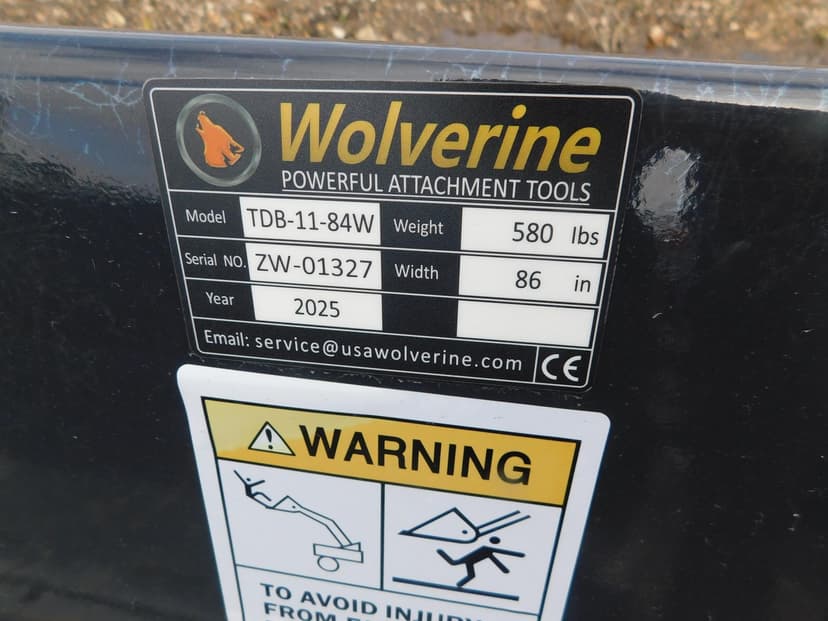 Wolverine
POWERFUL ATTACHMENT TOOLS
Model TDB-11-84W Weight 580 lbs
Serial NO. ZW-01327 Width 86 in
Year 2025
Email: service@usawolverine.com CE
WARNING
TO AVOID INJURY
FROM